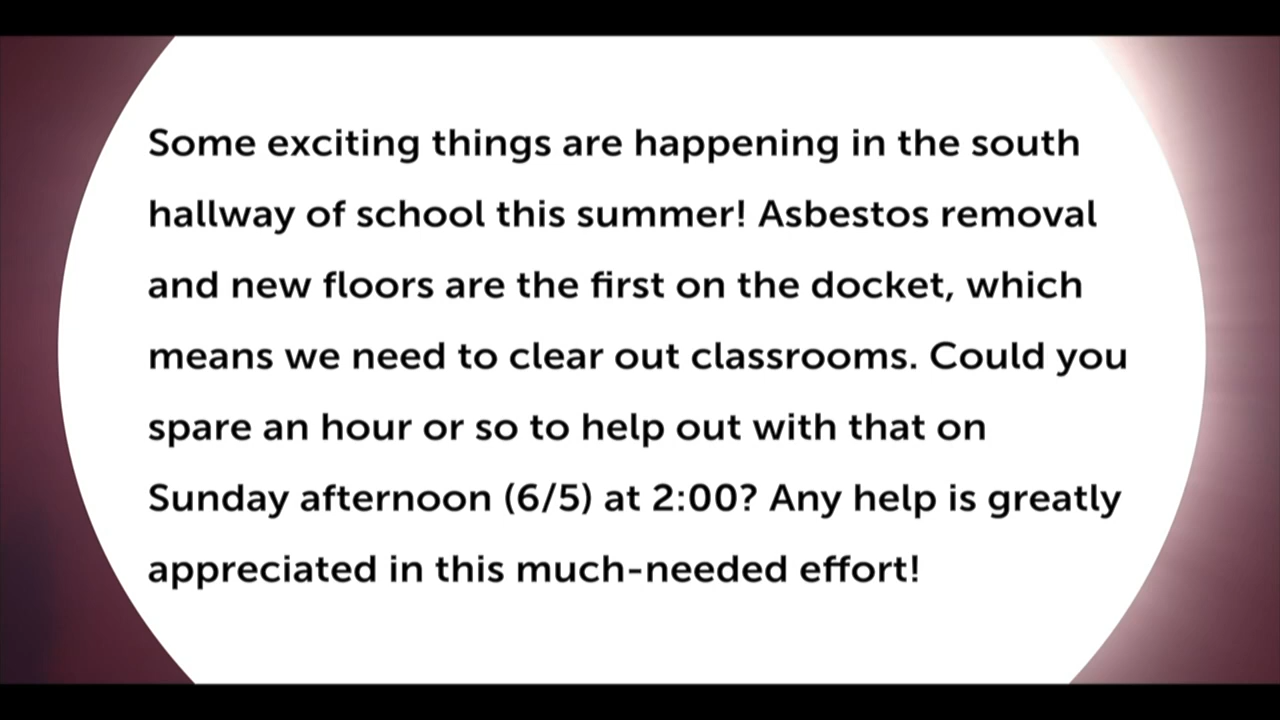 Some exciting things are happening in the south
hallway of school this summer! Asbestos removal
and new floors are the first on the docket, which
means we need to clear out classrooms. Could you
spare an hour or so to help out with that on
Sunday afternoon (6/5) at 2:00? Any help is greatly
appreciated in this much-needed effort!